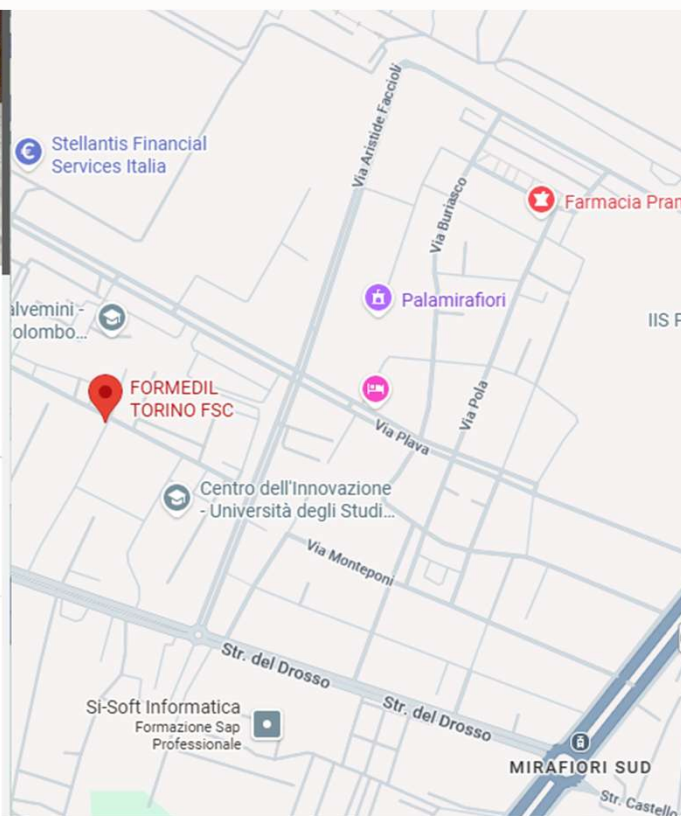 Via Aristide Faccioli
Stellantis Financial
Services Italia
Via Buriasco
Farmacia Pran
Palamirafiori
alvemini -
olombo...
IIS
FORMEDIL
TORINO FSC
Via Pola
Via Plava
Centro dell'Innovazione
- Università degli Studi...
Via Monteponi
Str. del Drosso
Si-Soft Informatica
Formazione Sap
Professionale
Str. del Drosso
MIRAFIORI SUD
Str. Castello